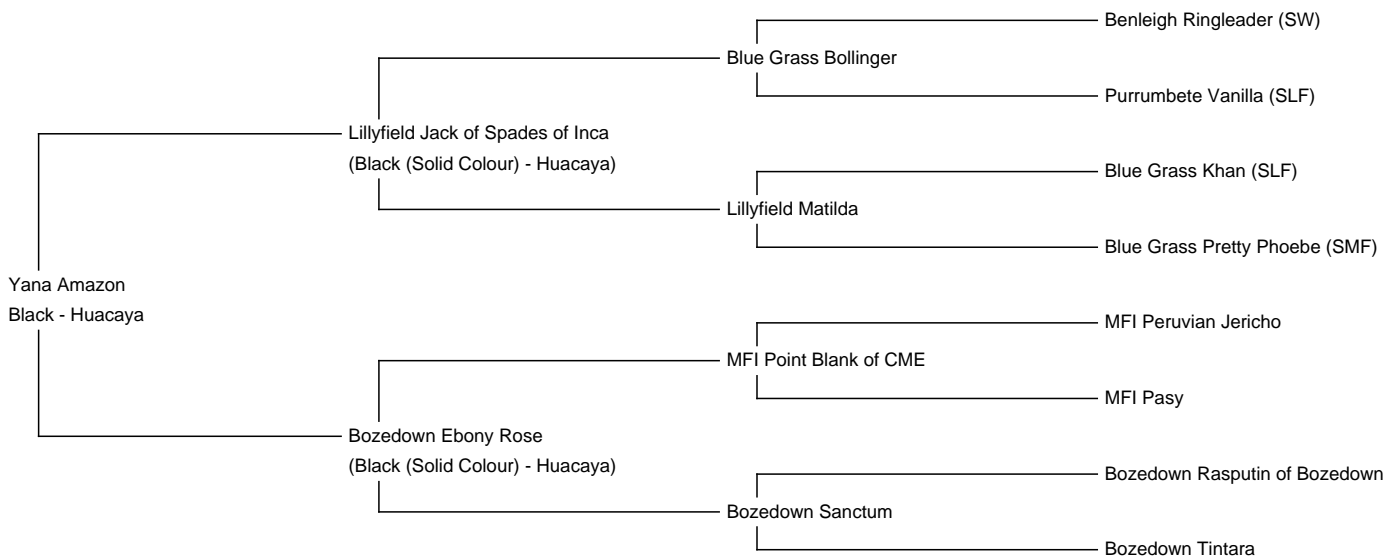 Benleigh Ringleader (SW)
Blue Grass Bollinger
Purrumbete Vanilla (SLF)
Lillyfield Jack of Spades of Inca
(Black (Solid Colour) - Huacaya)
Blue Grass Khan (SLF)
Lillyfield Matilda
Blue Grass Pretty Phoebe (SMF)
Yana Amazon
Black - Huacaya
MFI Peruvian Jericho
MFI Point Blank of CME
MFI Pasy
Bozedown Ebony Rose
(Black (Solid Colour) - Huacaya)
Bozedown Rasputin of Bozedown
Bozedown Sanctum
Bozedown Tintara